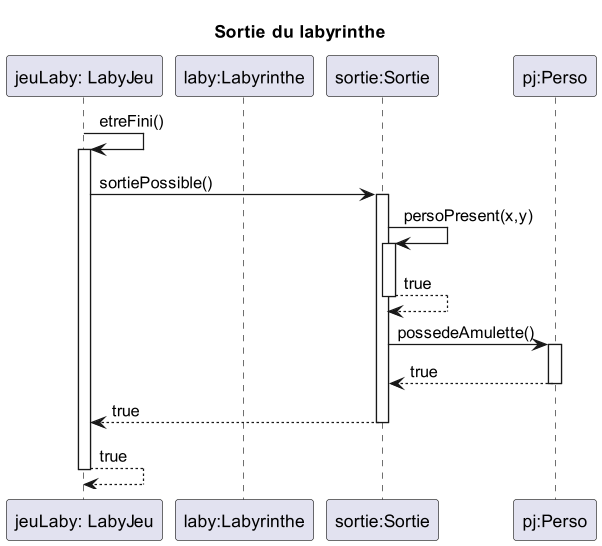 Sortie du labyrinthe
jeuLaby: LabyJeu
laby:Labyrinthe
sortie:Sortie
pj:Perso
etreFini()
sortiePossible()
persoPresent(x,y)
true
possedeAmulette()
true
true
true
jeuLaby: LabyJeu
laby:Labyrinthe
sortie:Sortie
pj:Perso